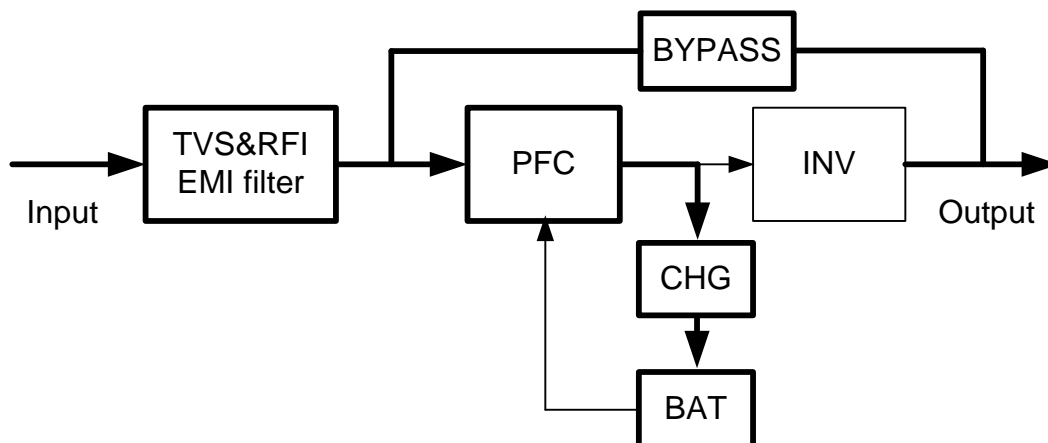 BYPASS
TVS&RFI
EMI filter
PFC
INV
Input
Output
CHG
BAT